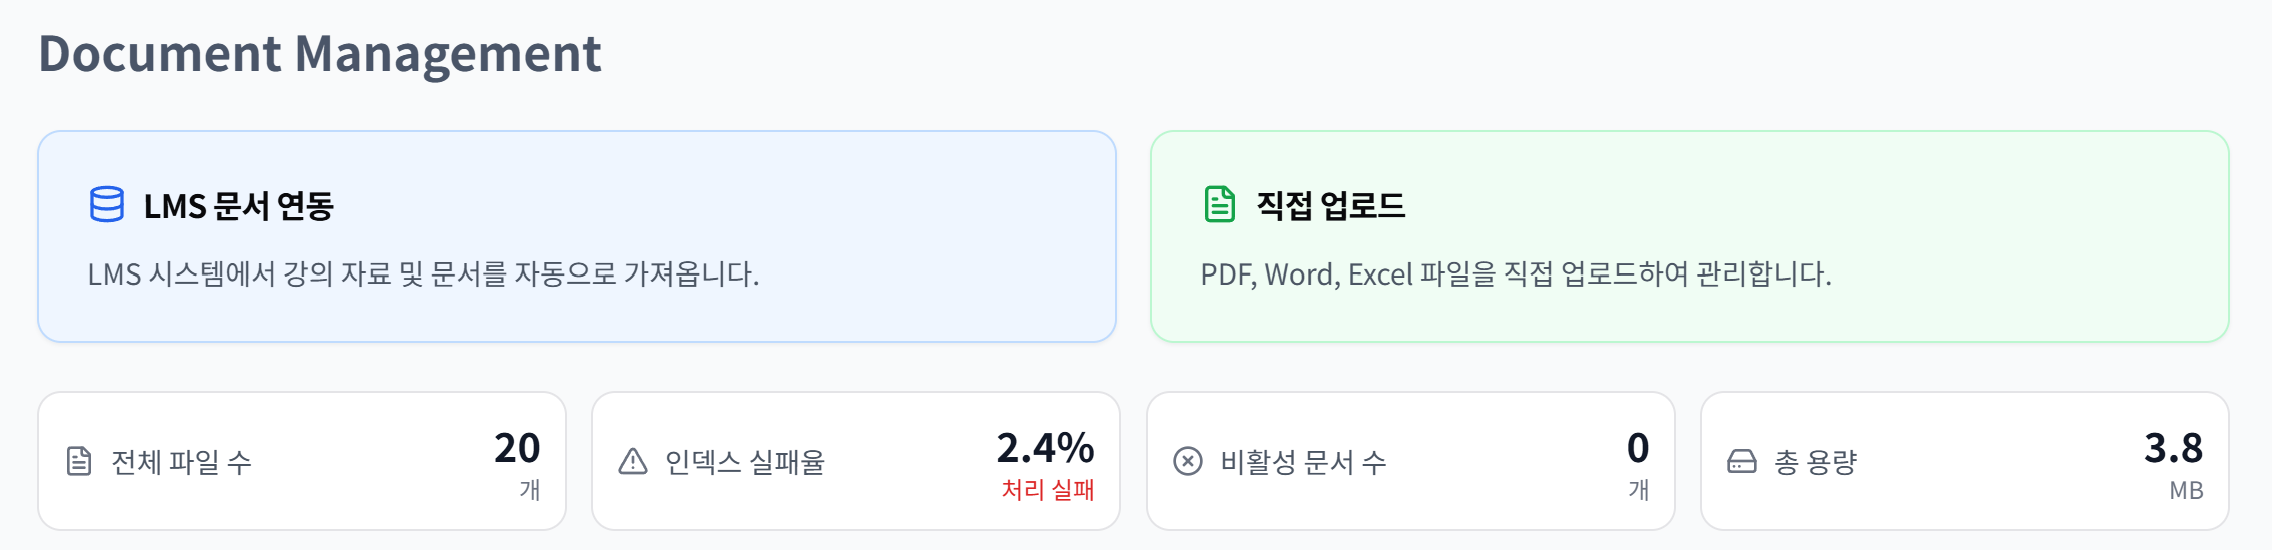 Document Management
LMS 문서 연동
LMS 시스템에서 강의 자료 및 문서를 자동으로 가져옵니다.
직접 업로드
PDF, Word, Excel 파일을 직접 업로드하여 관리합니다.
전체 파일 수
20
개
인덱스 실패율
2.4%
처리 실패
비활성 문서 수
0
개
총 용량
3.8
MB